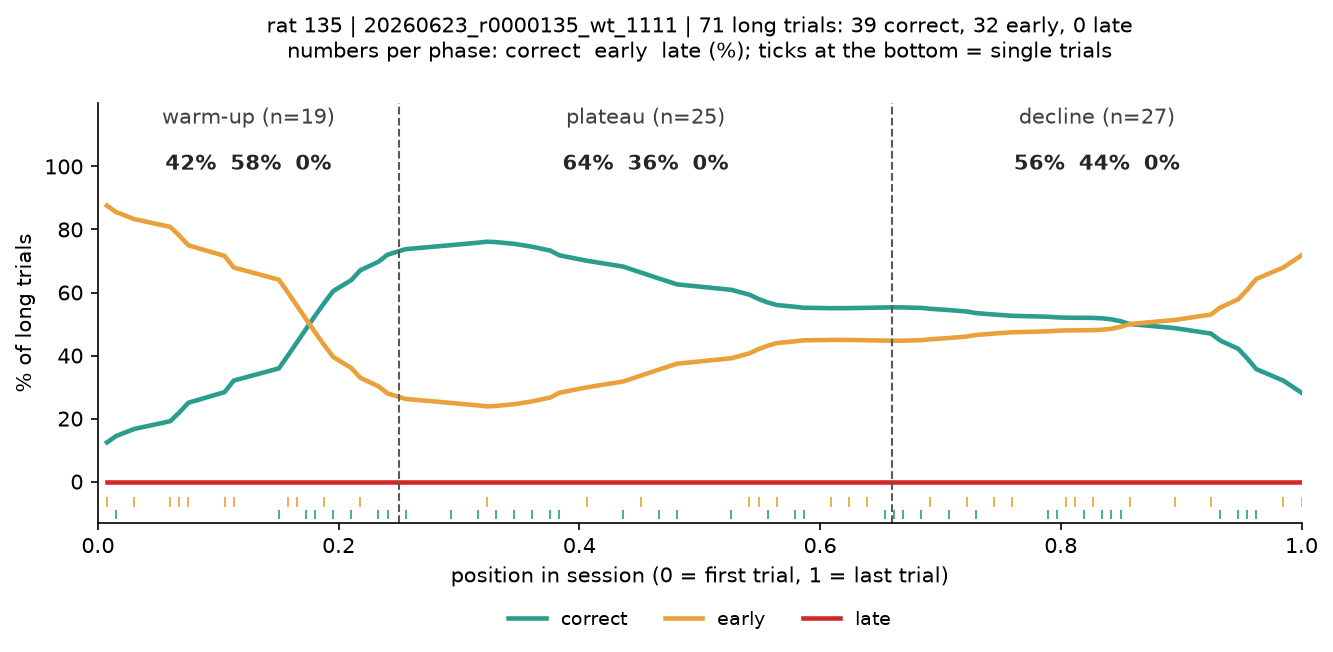 rat 135 | 20260623_r0000135_wt_1111 | 71 long trials: 39 correct, 32 early, 0 late
numbers per phase: correct  early  late (%); ticks at the bottom = single trials
warm-up (n=19)
plateau (n=25)
decline (n=27)
42%  58%  0%
64%  36%  0%
56%  44%  0%
% of long trials
100
80
60
40
20
0
0.0
0.2
0.4
0.6
0.8
1.0
position in session (0 = first trial, 1 = last trial)
correct
early
late